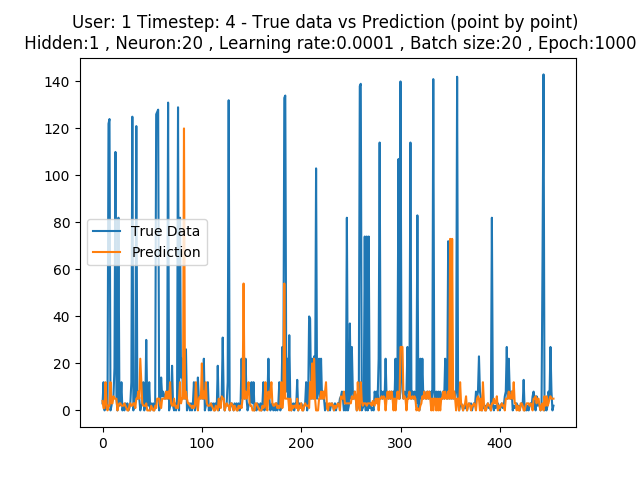 User: 1 Timestep: 4 - True data vs Prediction (point by point)
Hidden:1 , Neuron:20 , Learning rate:0.0001 , Batch size:20 , Epoch:1000
140
120
100
80
60
40
20
0
True Data
Prediction
0 100 200 300 400